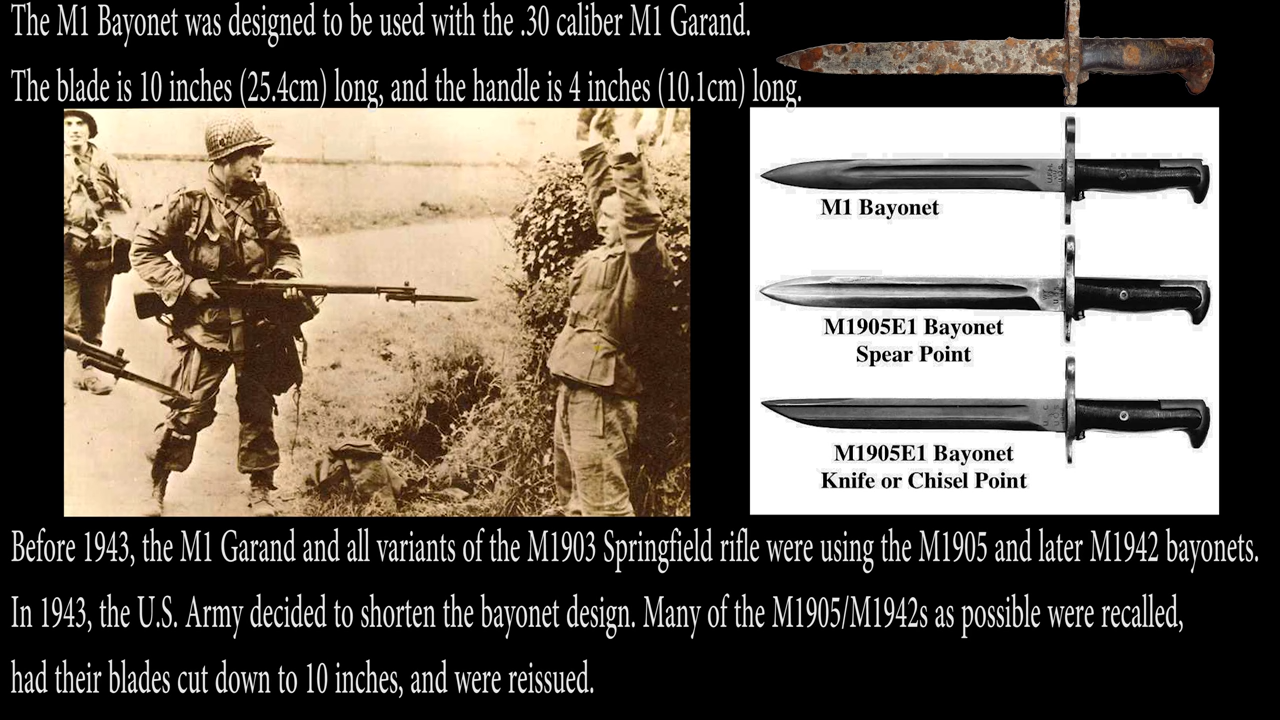 The M1 Bayonet was designed to be used with the .30 caliber M1 Garand.
The blade is 10 inches (25.4cm) long, and the handle is 4 inches (10.1cm) long.
M1 Bayonet
M1905E1 Bayonet
Spear Point
M1905E1 Bayonet
Knife or Chisel Point
Before 1943, the M1 Garand and all variants of the M1903 Springfield rifle were using the M1905 and later M1942 bayonets.
In 1943, the U.S. Army decided to shorten the bayonet design. Many of the M1905/M1942s as possible were recalled,
had their blades cut down to 10 inches, and were reissued.